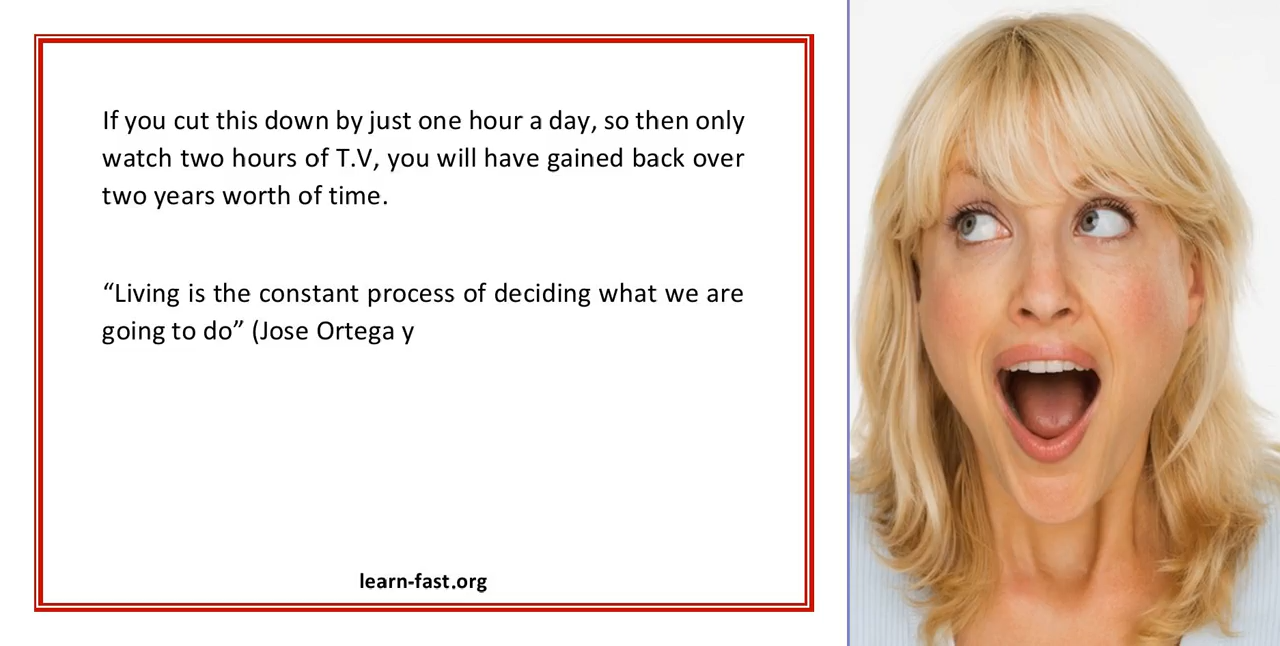 If you cut this down by just one hour a day, so then only
watch two hours of T.V, you will have gained back over
two years worth of time.
“Living is the constant process of deciding what we are
going to do” (Jose Ortega y
learn-fast.org